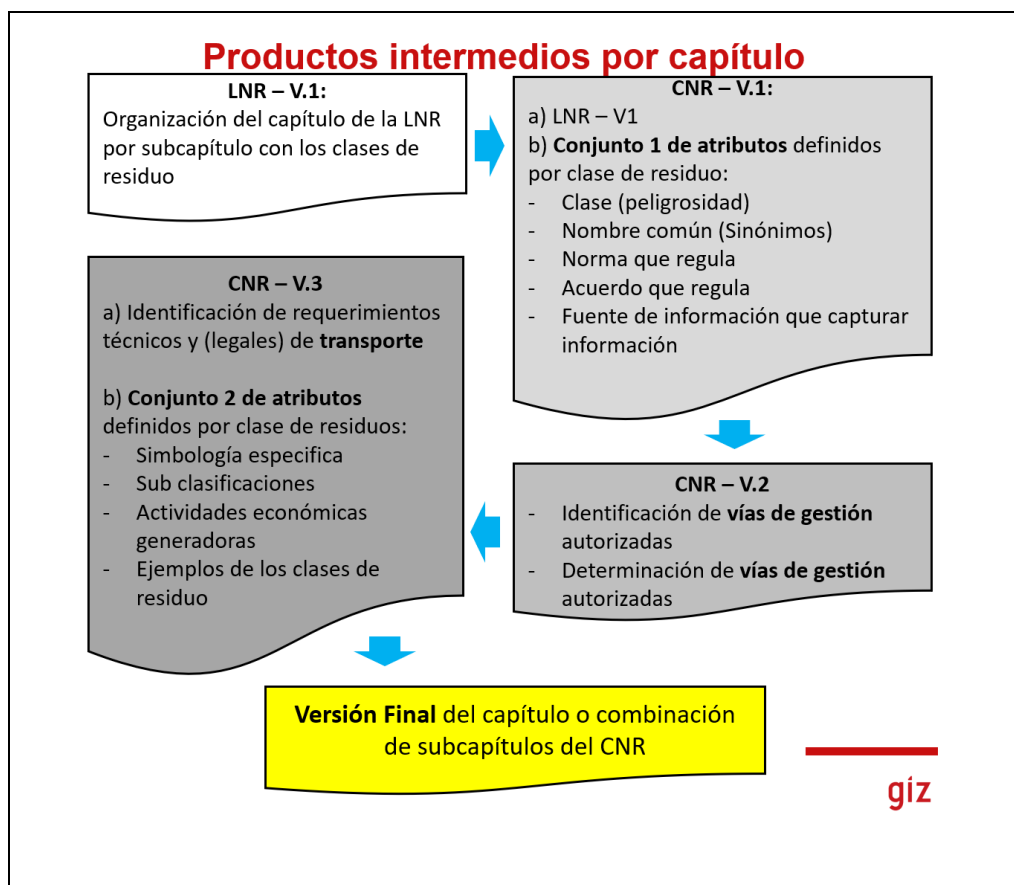 Productos intermedios por capítulo
LNR – V.1:
Organización del capítulo de la LNR
por subcapítulo con los clases de
residuo
CNR – V.1:
a) LNR – V1
b) Conjunto 1 de atributos definidos
por clase de residuo:
- Clase (peligrosidad)
- Nombre común (Sinónimos)
- Norma que regula
- Acuerdo que regula
- Fuente de información que capturar
información
CNR – V.2
- Identificación de vías de gestión
autorizadas
- Determinación de vías de gestión
autorizadas
CNR – V.3
a) Identificación de requerimientos
técnicos y (legales) de transporte
b) Conjunto 2 de atributos
definidos por clase de residuos:
- Simbología especifica
- Sub clasificaciones
- Actividades económicas
generadoras
- Ejemplos de los clases de
residuo
Versión Final del capítulo o combinación
de subcapítulos del CNR
giz